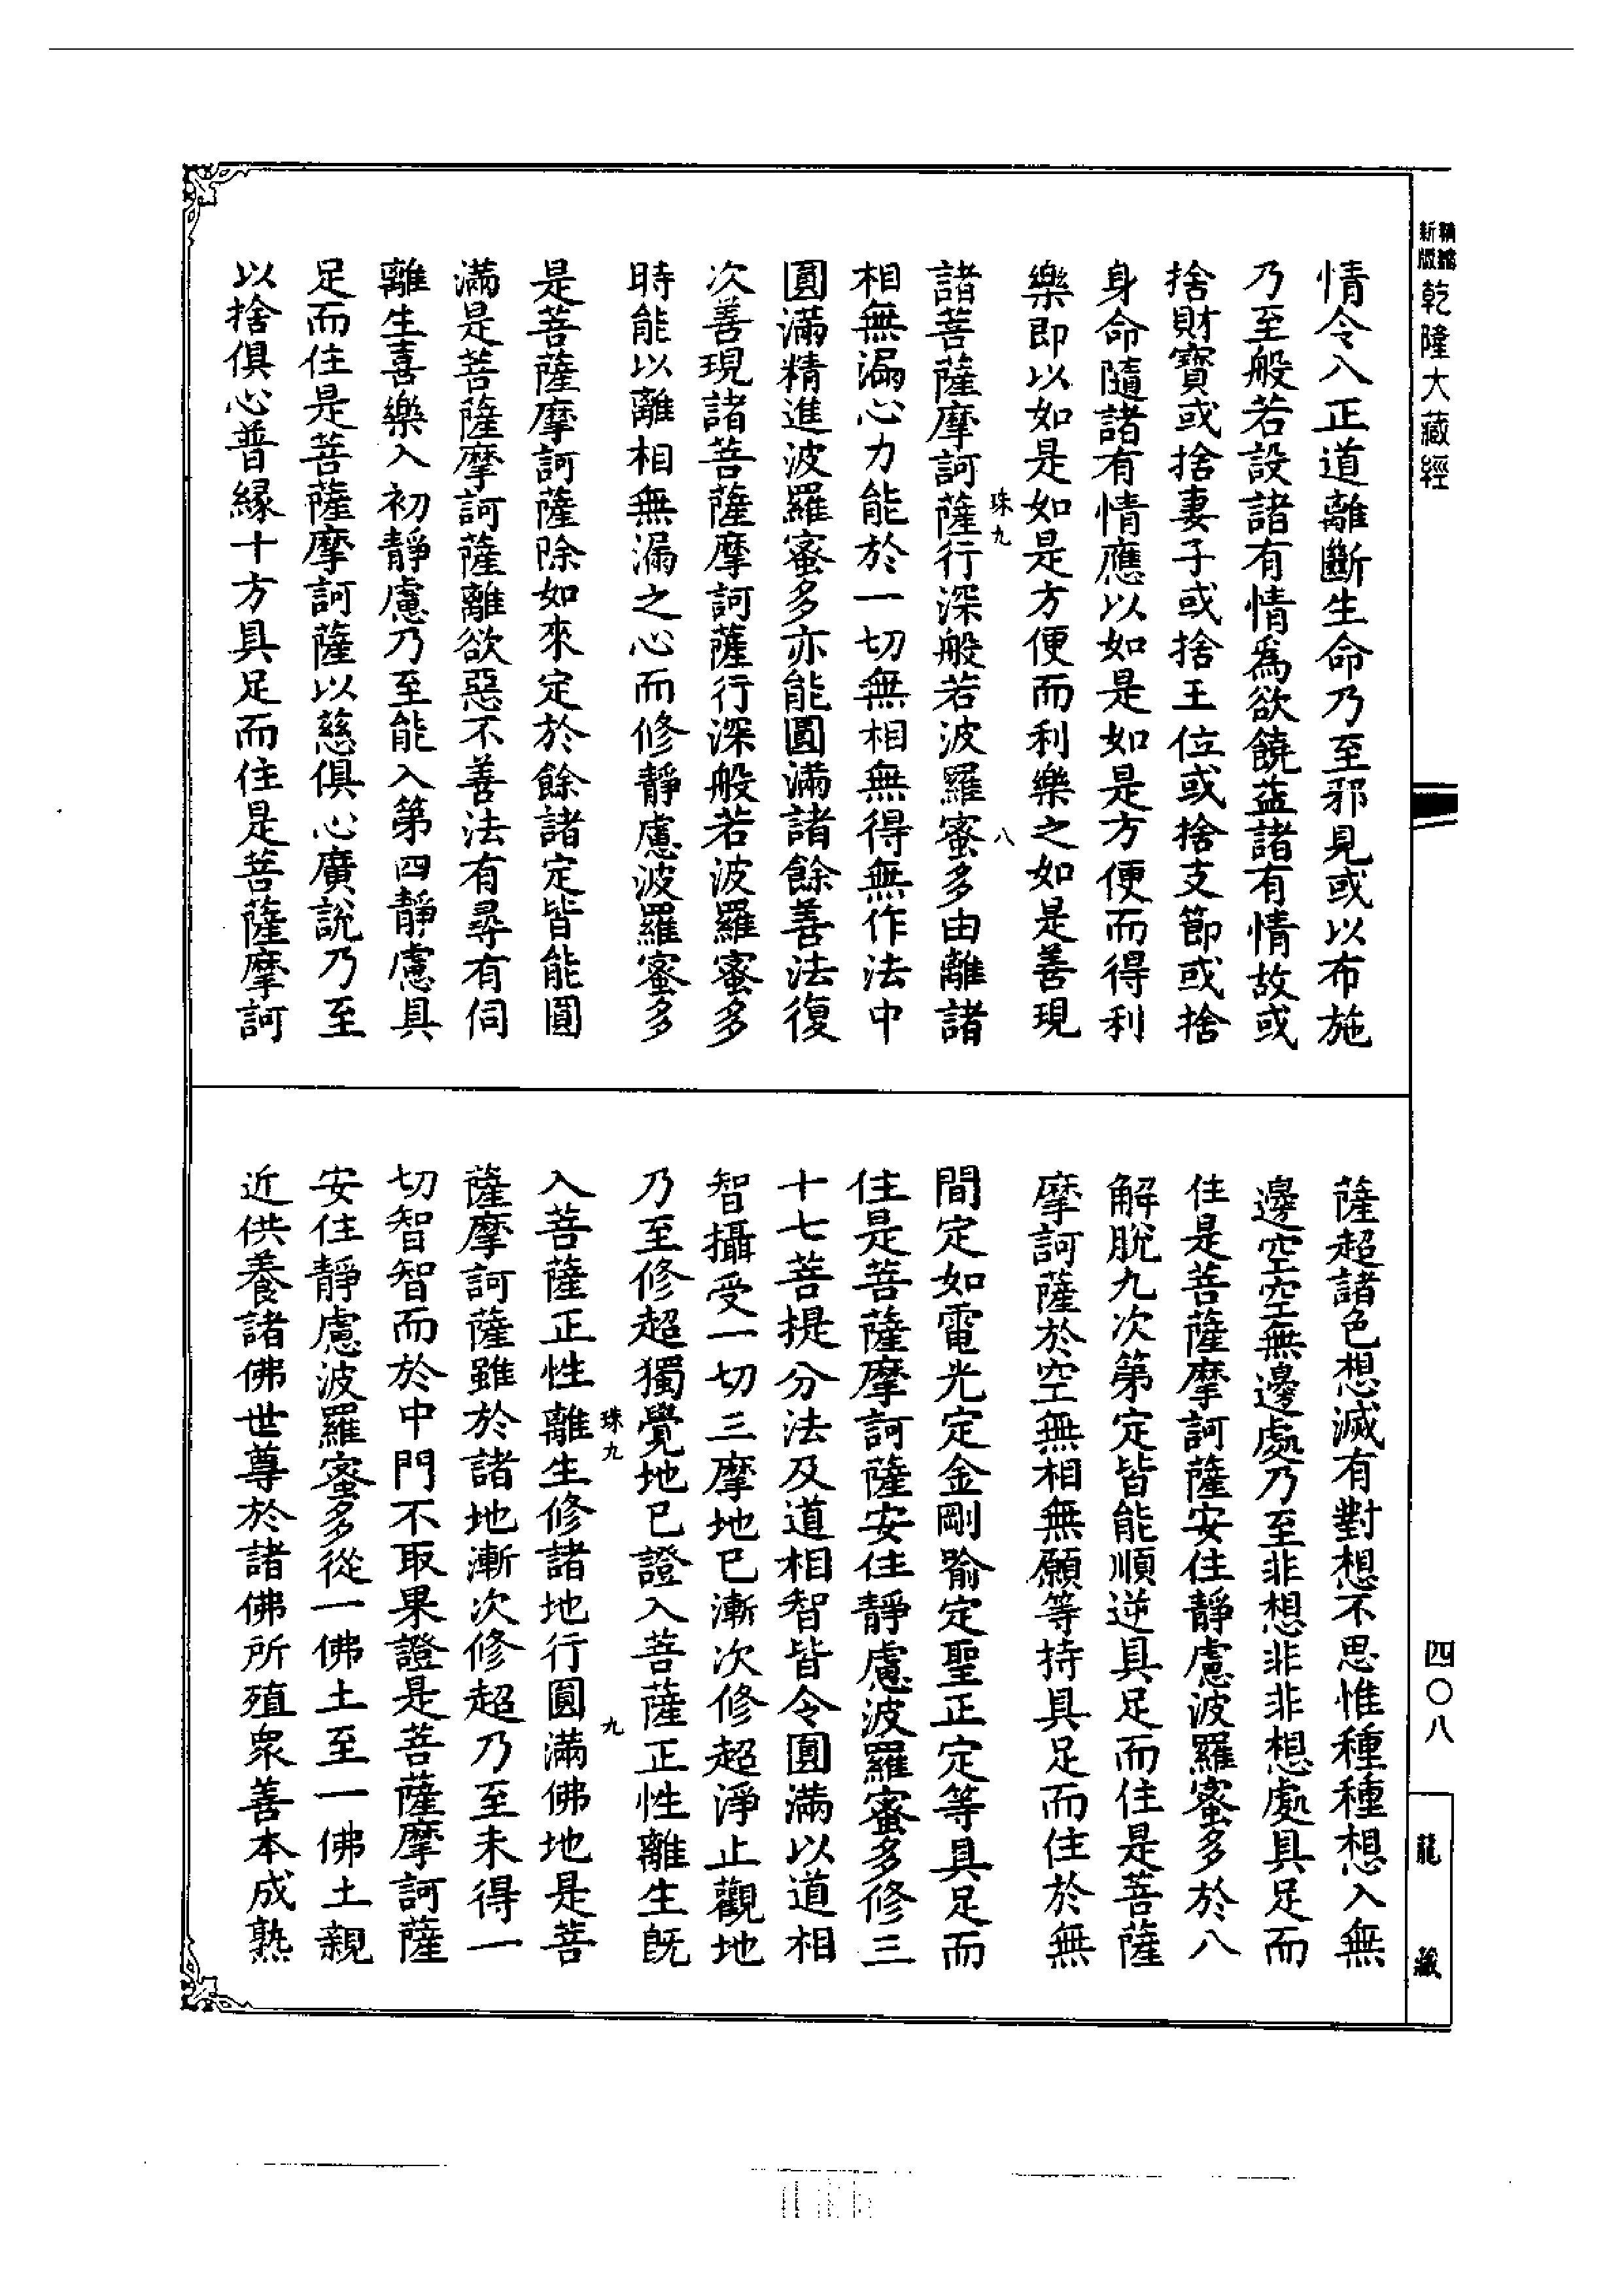 乾隆大藏經
情令入正道離斷生命乃至邪見或以布施
乃至般若設諸有情爲欲饒益諸有情故或
捨財寶或捨妻子或捨王位或捨支節或捨
身命隨諸有情應以如是如是方便而得利
樂即以如是如是方便而利樂之如是善現
珠九 八
諸菩薩摩訶薩行深般若波羅蜜多由離諸
相無漏心力能於一切無相無得無作法中
圓滿精進波羅蜜多亦能圓滿諸餘善法復
次善現諸菩薩摩訶薩行深般若波羅蜜多
時能以離相無漏之心而修靜慮波羅蜜多
是菩薩摩訶薩除如來定於餘諸定皆能圓
滿是菩薩摩訶薩離欲惡不善法有尋有伺
離生喜樂入初靜慮乃至能入第四靜慮具
足而住是菩薩摩訶薩以慈俱心廣說乃至
以捨俱心普緣十方具足而住是菩薩摩訶
四〇八
龍藏
薩超諸色想滅有對想不思惟種種想入無
邊空空無邊處乃至非想非非想處具足而
住是菩薩摩訶薩安住靜慮波羅蜜多於八
解脫九次第定皆能順逆具足而住是菩薩
摩訶薩於空無相無願等持具足而住於無
間定如電光定金剛喻定聖正定等具足而
住是菩薩摩訶薩安住靜慮波羅蜜多修三
十七菩提分法及道相智皆令圓滿以道相
智攝受一切三摩地已漸次修超淨止觀地
乃至修超獨覺地已證入菩薩正性離生既
珠九 九
入菩薩正性離生修諸地行圓滿佛地是菩
薩摩訶薩雖於諸地漸次修超乃至未得一
切智智而於中門不取果證是菩薩摩訶薩
安住靜慮波羅蜜多從一佛土至一佛土親
近供養諸佛世尊於諸佛所殖眾善本成熟